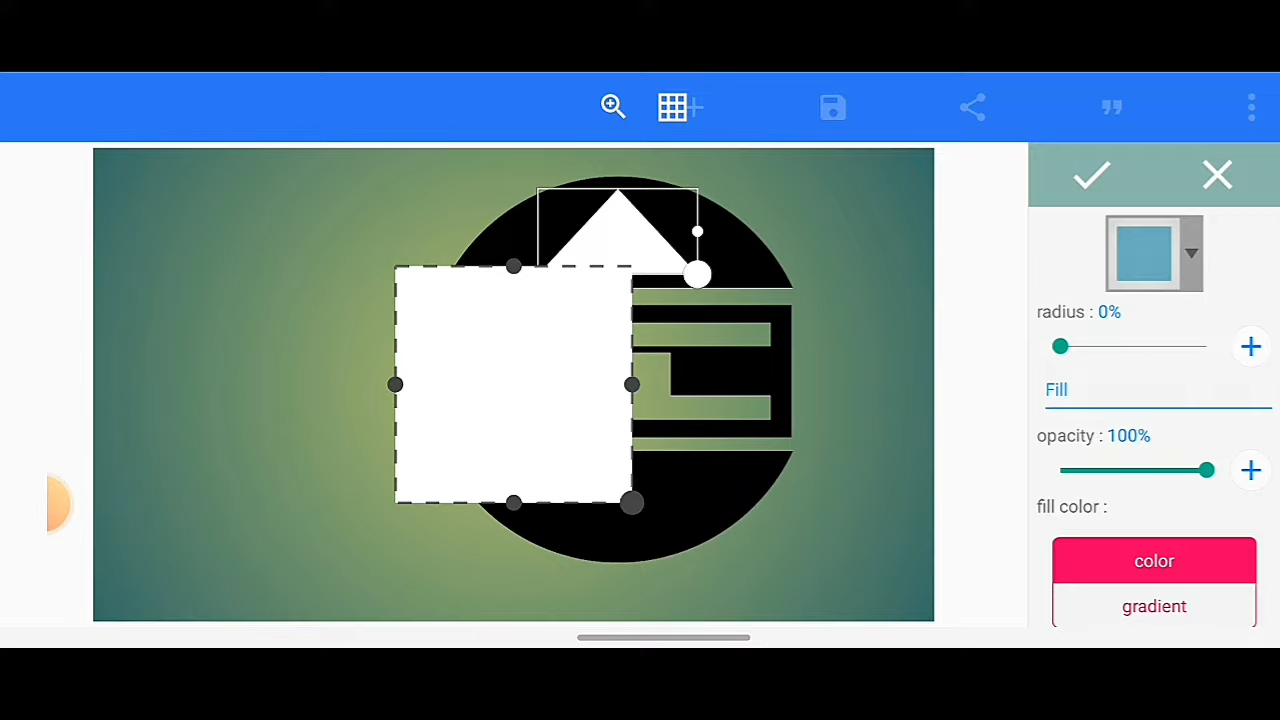 radius : 0%
Fill
opacity : 100%
fill color :
color
gradient